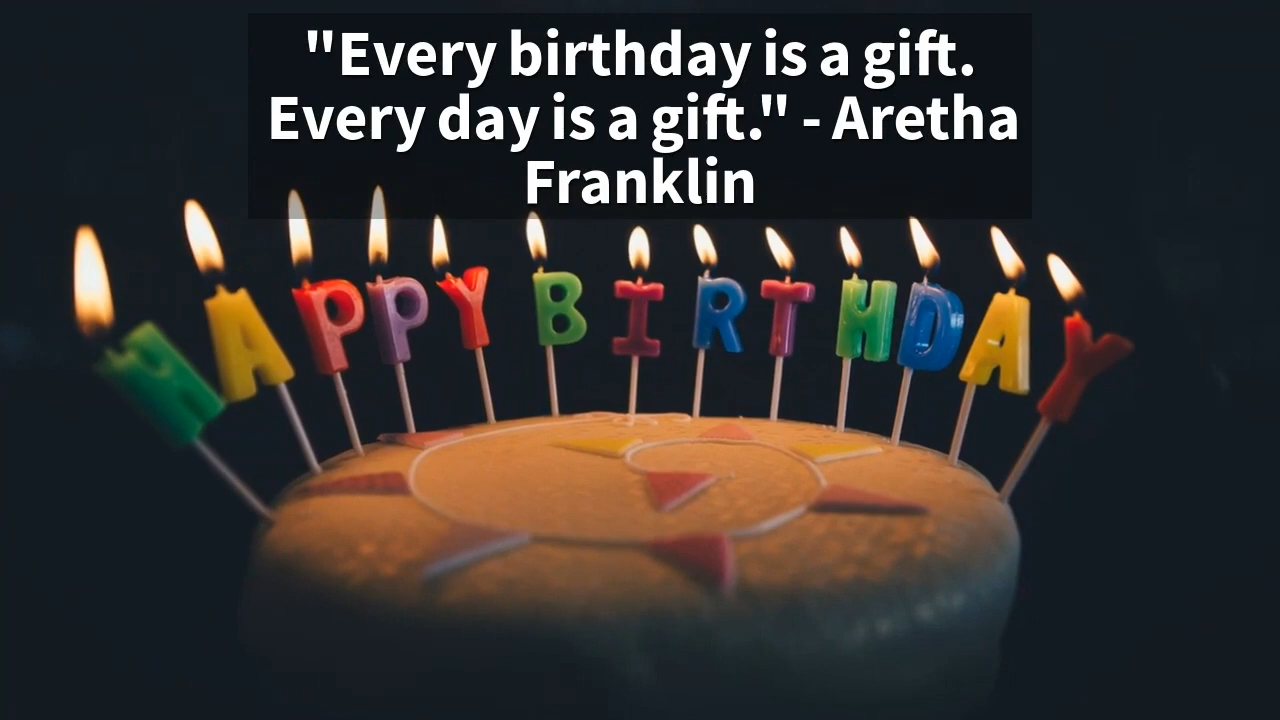 "Every birthday is a gift.
Every day is a gift." - Aretha
Franklin
HAPPY BIRTHDAY